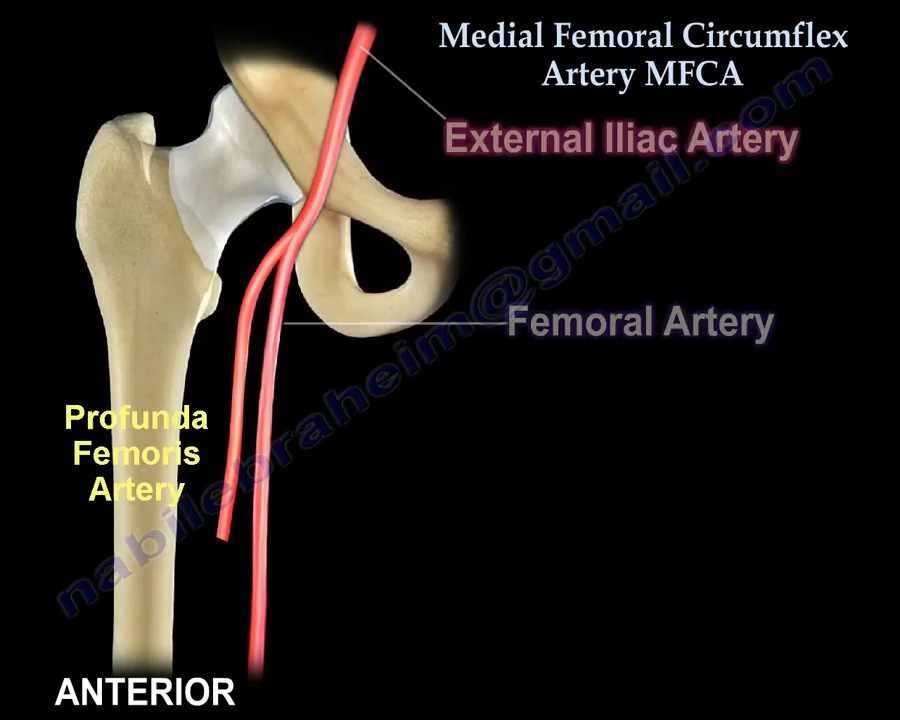 Medial Femoral Circumflex
Artery MFCA
External Iliac Artery
Femoral Artery
Profunda
Femoris
Artery
nabilebraheim@gmail.com
ANTERIOR